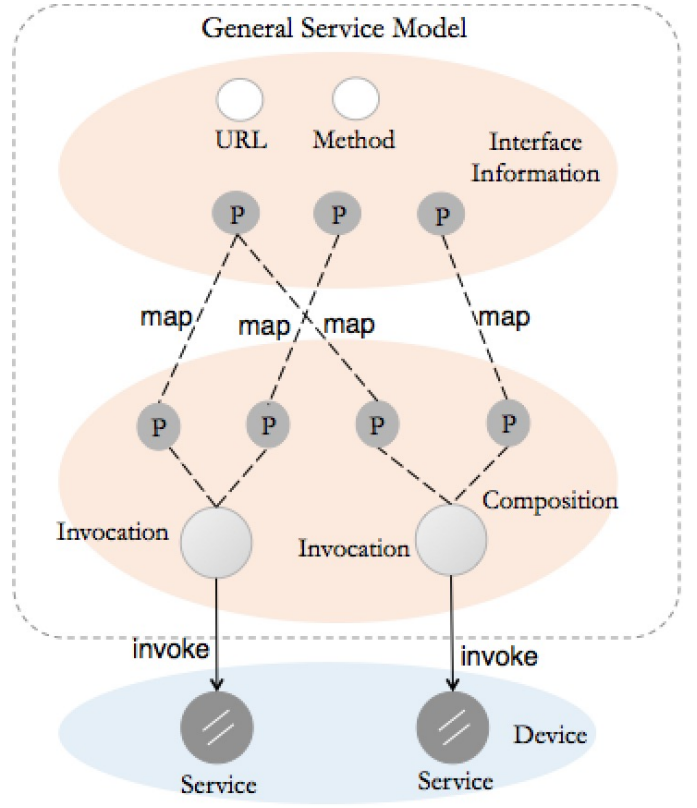 General Service Model
URL
Method
Interface
Information
P
P
P
map
map
map
map
P
P
P
P
Composition
Invocation
Invocation
invoke
invoke
Device
Service
Service